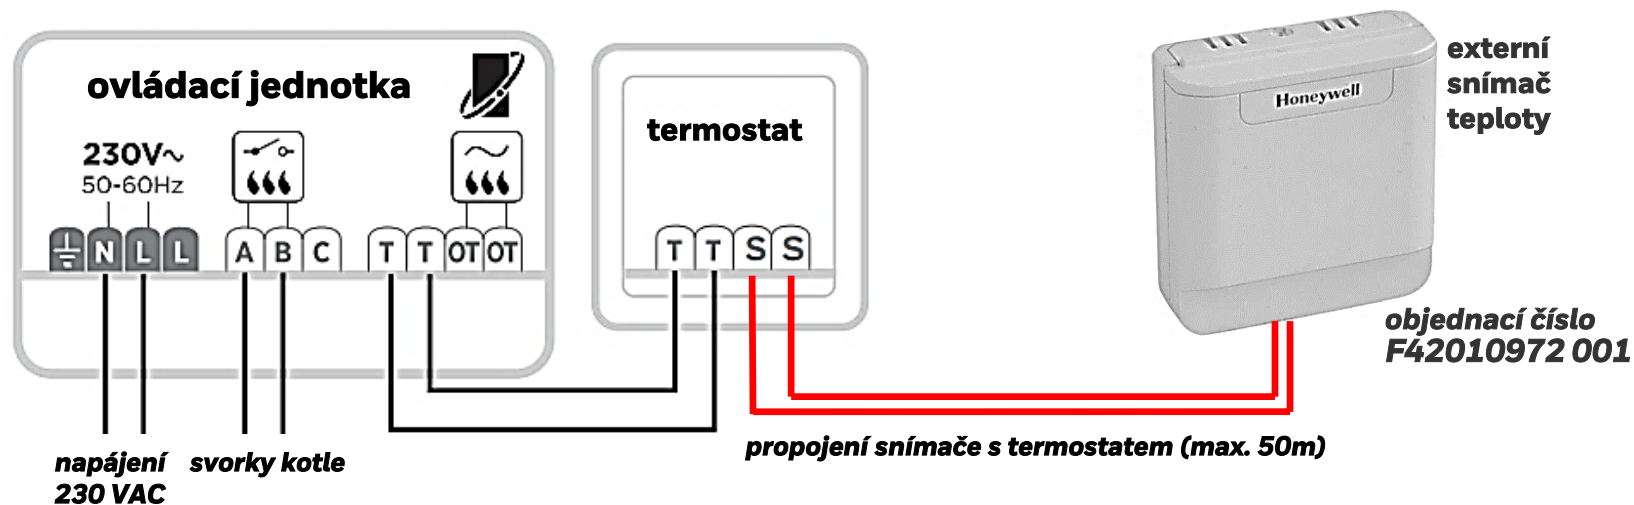 ovládací jednotka
230V~
50-60Hz
N L L A B C T T OT OT
napájení
230 VAC
svorky kotle
termostat
T T S S
propojení snímače s termostatem (max. 50m)
Honeywell
externí
snímač
teploty
objednací číslo
F42010972 001